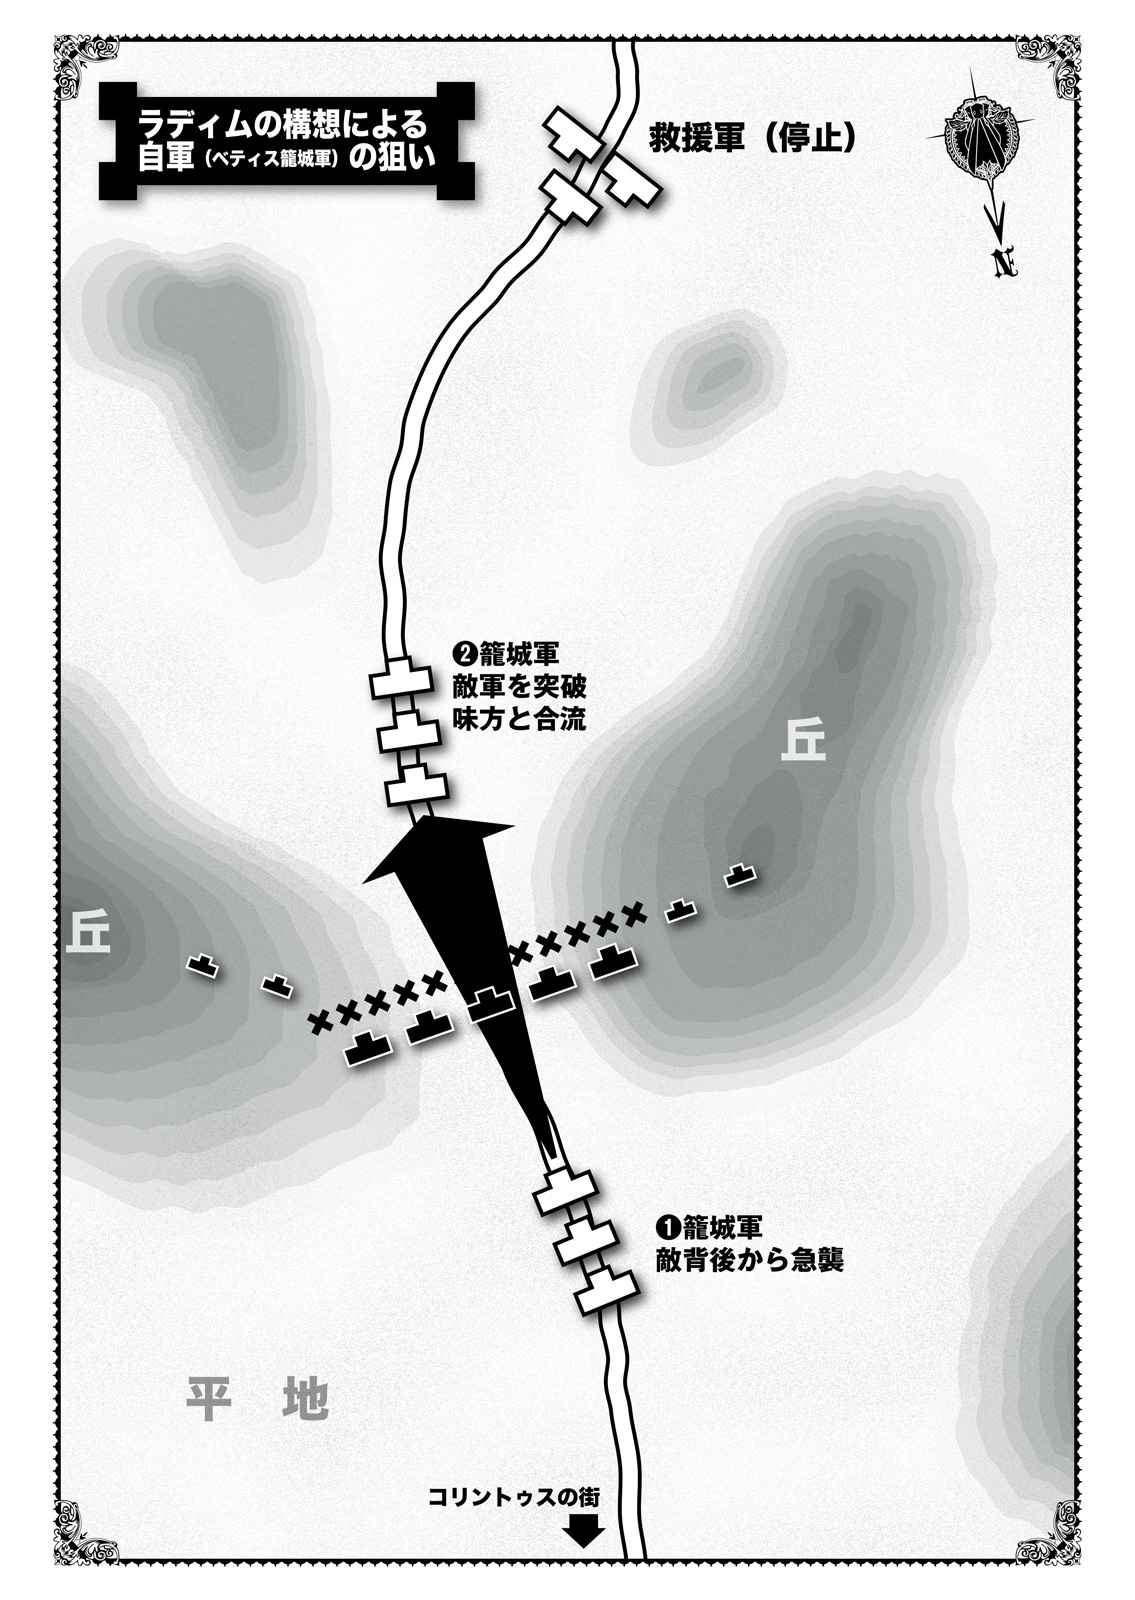 ラディムの構想による
自軍(ベティス籠城軍)の狙い
救援軍(停止)
N
❷籠城軍
敵軍を突破
味方と合流
丘
丘
❶籠城軍
敵背後から急襲
平 地
コリントゥスの街